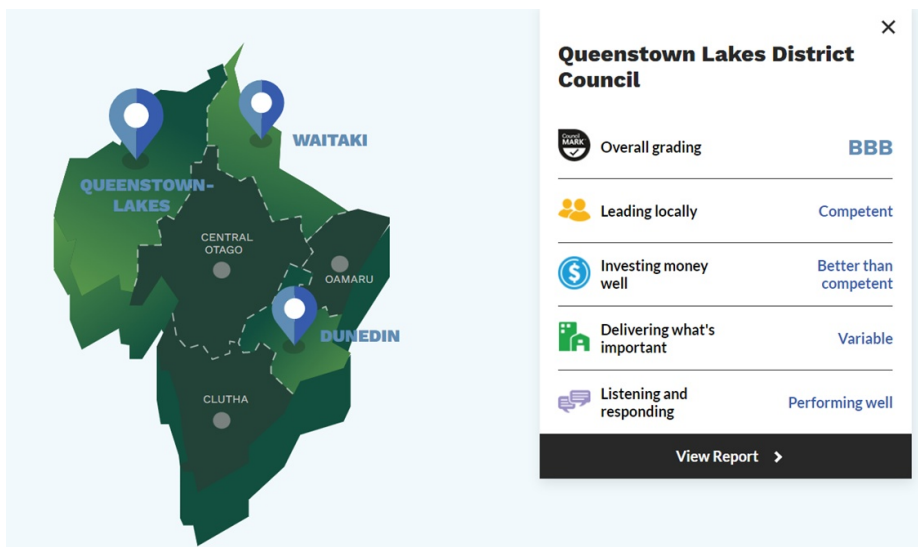 WAITAKI
QUEENSTOWN-
LAKES
CENTRAL
OTAGO
OAMARU
DUNEDIN
CLUTHA
×
Queenstown Lakes District
Council
Council
MARK
Overall grading
BBB
Leading locally
Competent
Investing money
well
Better than
competent
Delivering what's
important
Variable
Listening and
responding
Performing well
View Report